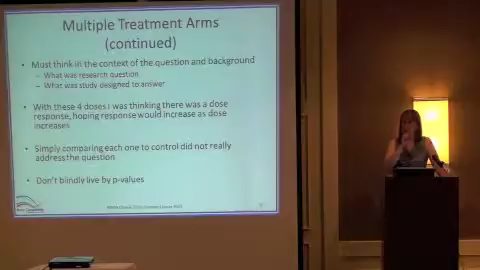 Multiple Treatment Arms
(continued)
• Must think in the context of the question and background
– What was research question
– What was study designed to answer
• With these 4 doses I was thinking there was a dose
response, hoping response would increase as dose
increases
• Simply comparing each one to control did not really
address the question
• Don't blindly live by p-values